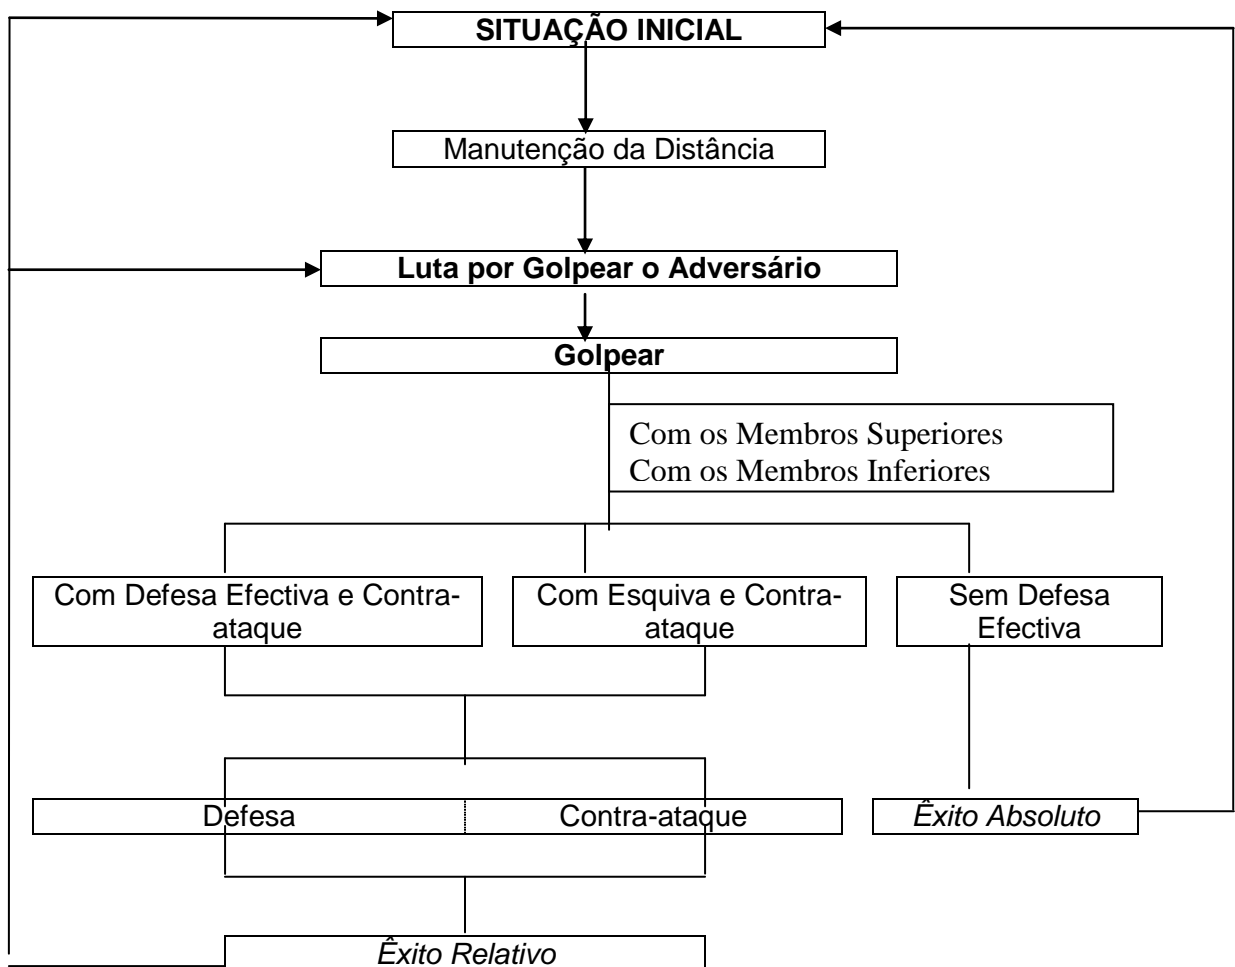 SITUAÇÃO INICIAL
Manutenção da Distância
Luta por Golpear o Adversário
Golpear
Com os Membros Superiores
Com os Membros Inferiores
Com Defesa Efectiva e Contra-
ataque
Com Esquiva e Contra-
ataque
Sem Defesa
Efectiva
Defesa
Contra-ataque
Êxito Absoluto
Êxito Relativo